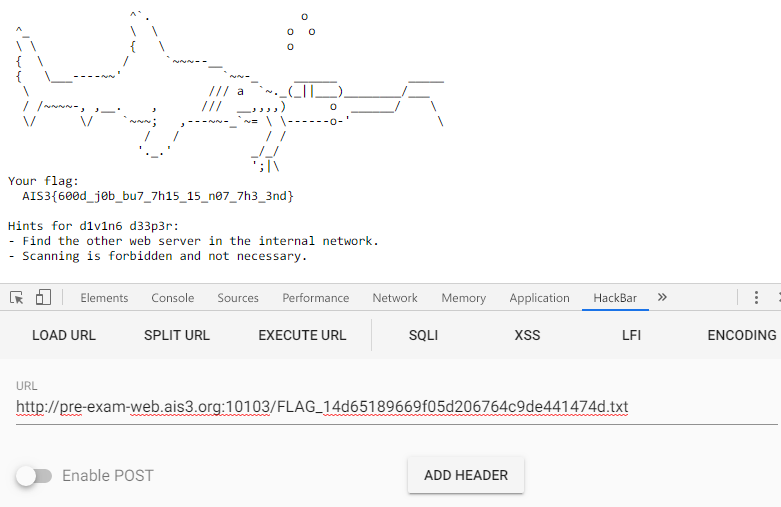 Your flag:
AIS3{600d_j0b_bu7_7h15_15_n07_7h3_3nd}
Hints for d1v1n6 d33p3r:
- Find the other web server in the internal network.
- Scanning is forbidden and not necessary.
Elements Console Sources Performance Network Memory Application HackBar »
LOAD URL SPLIT URL EXECUTE URL SQLI XSS LFI ENCODING
URL
http://pre-exam-web.ais3.org:10103/FLAG_14d65189669f05d206764c9de441474d.txt
Enable POST ADD HEADER